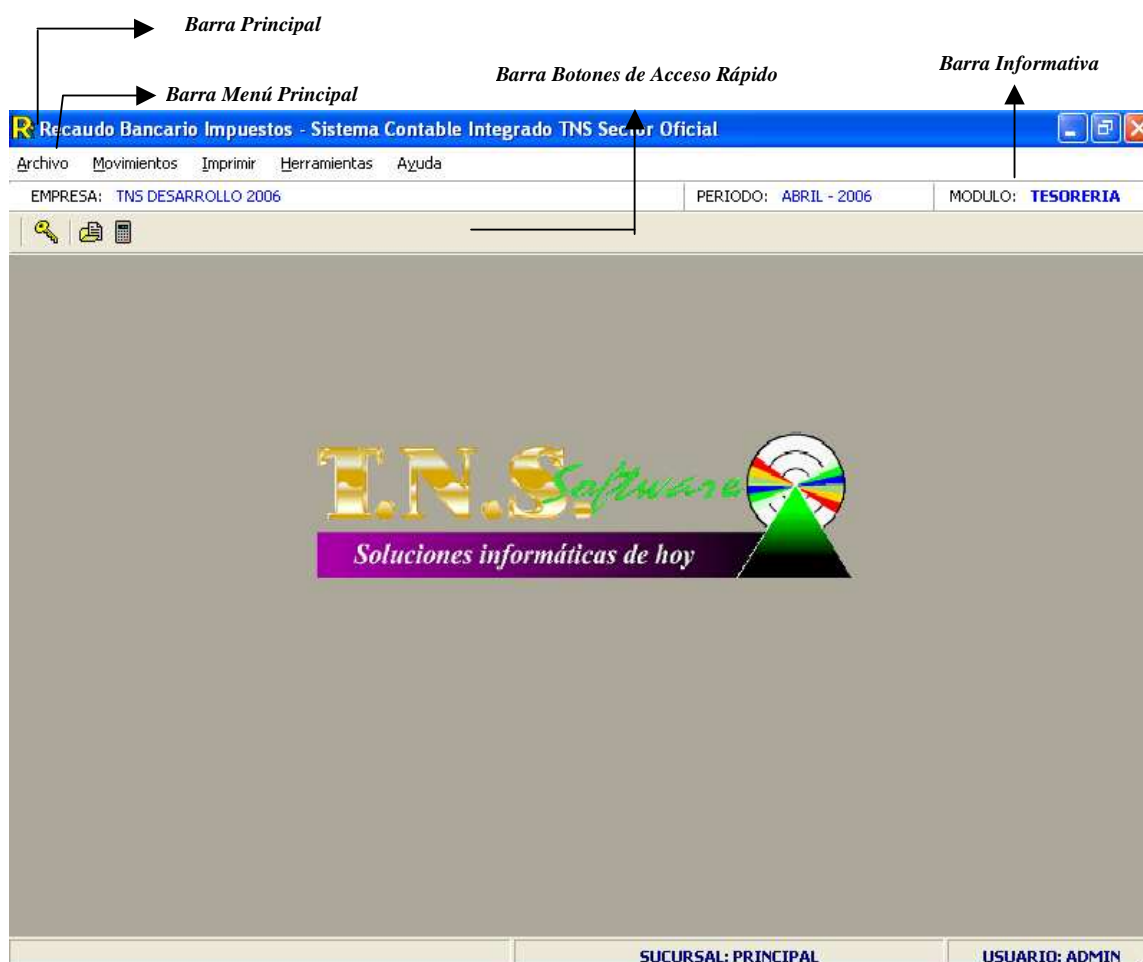 Barra Principal
Barra Botones de Acceso Rápido
Barra Informativa
Barra Menú Principal
R Recaudo Bancario Impuestos - Sistema Contable Integrado TNS Sector Oficial
Archivo Movimientos Imprimir Herramientas Ayuda
EMPRESA: TNS DESARROLLO 2006 PERIODO: ABRIL - 2006 MODULO: TESORERIA
T.N.S. Software
Soluciones informáticas de hoy
SUCURSAL: PRINCIPAL USUARIO: ADMIN